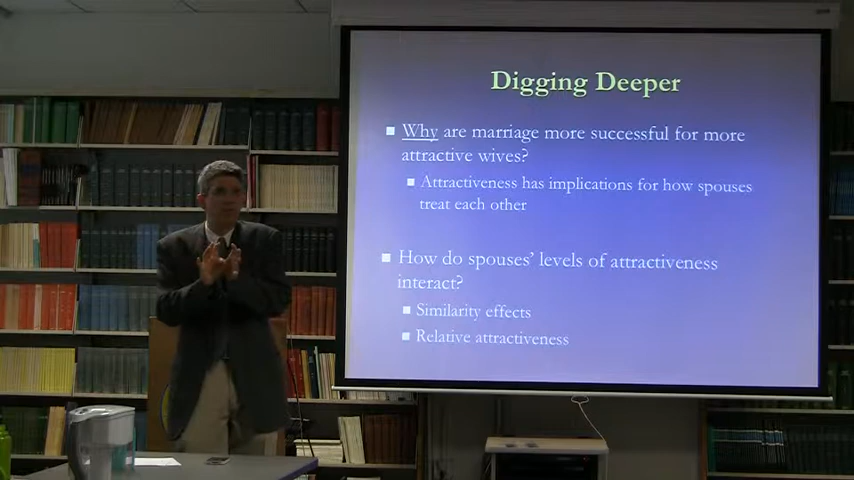 Digging Deeper
Why are marriage more successful for more
attractive wives?
Attractiveness has implications for how spouses
treat each other
How do spouses' levels of attractiveness
interact?
Similarity effects
Relative attractiveness